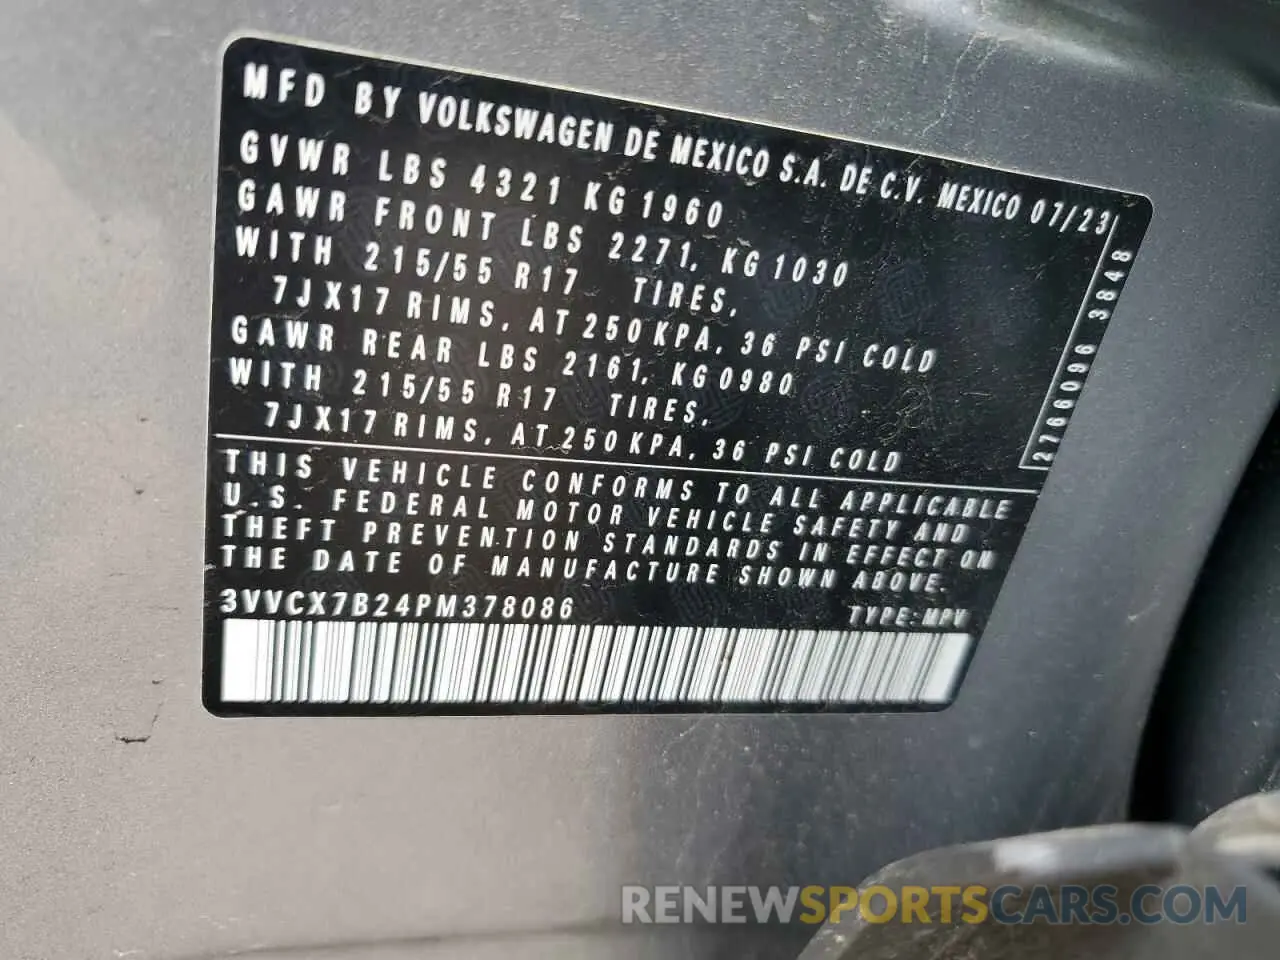 MFD BY VOLKSWAGEN DE MEXICO S.A. DE C.V. MEXICO 07/23
GVWR LBS 4321 KG 1960
GAWR FRONT LBS 2271, KG 1030
WITH 215/55 R17 TIRES,
7JX17 RIMS, AT 250 KPA, 36 PSI COLD
GAWR REAR LBS 2161, KG 0980
WITH 215/55 R17 TIRES,
7JX17 RIMS, AT 250 KPA, 36 PSI COLD
2766096 3848
THIS VEHICLE CONFORMS TO ALL APPLICABLE
U.S. FEDERAL MOTOR VEHICLE SAFETY AND
THEFT PREVENTION STANDARDS IN EFFECT ON
THE DATE OF MANUFACTURE SHOWN ABOVE.
3VVCX7B24PM378086 TYPE: MPV
RENEWSPORTSCARS.COM